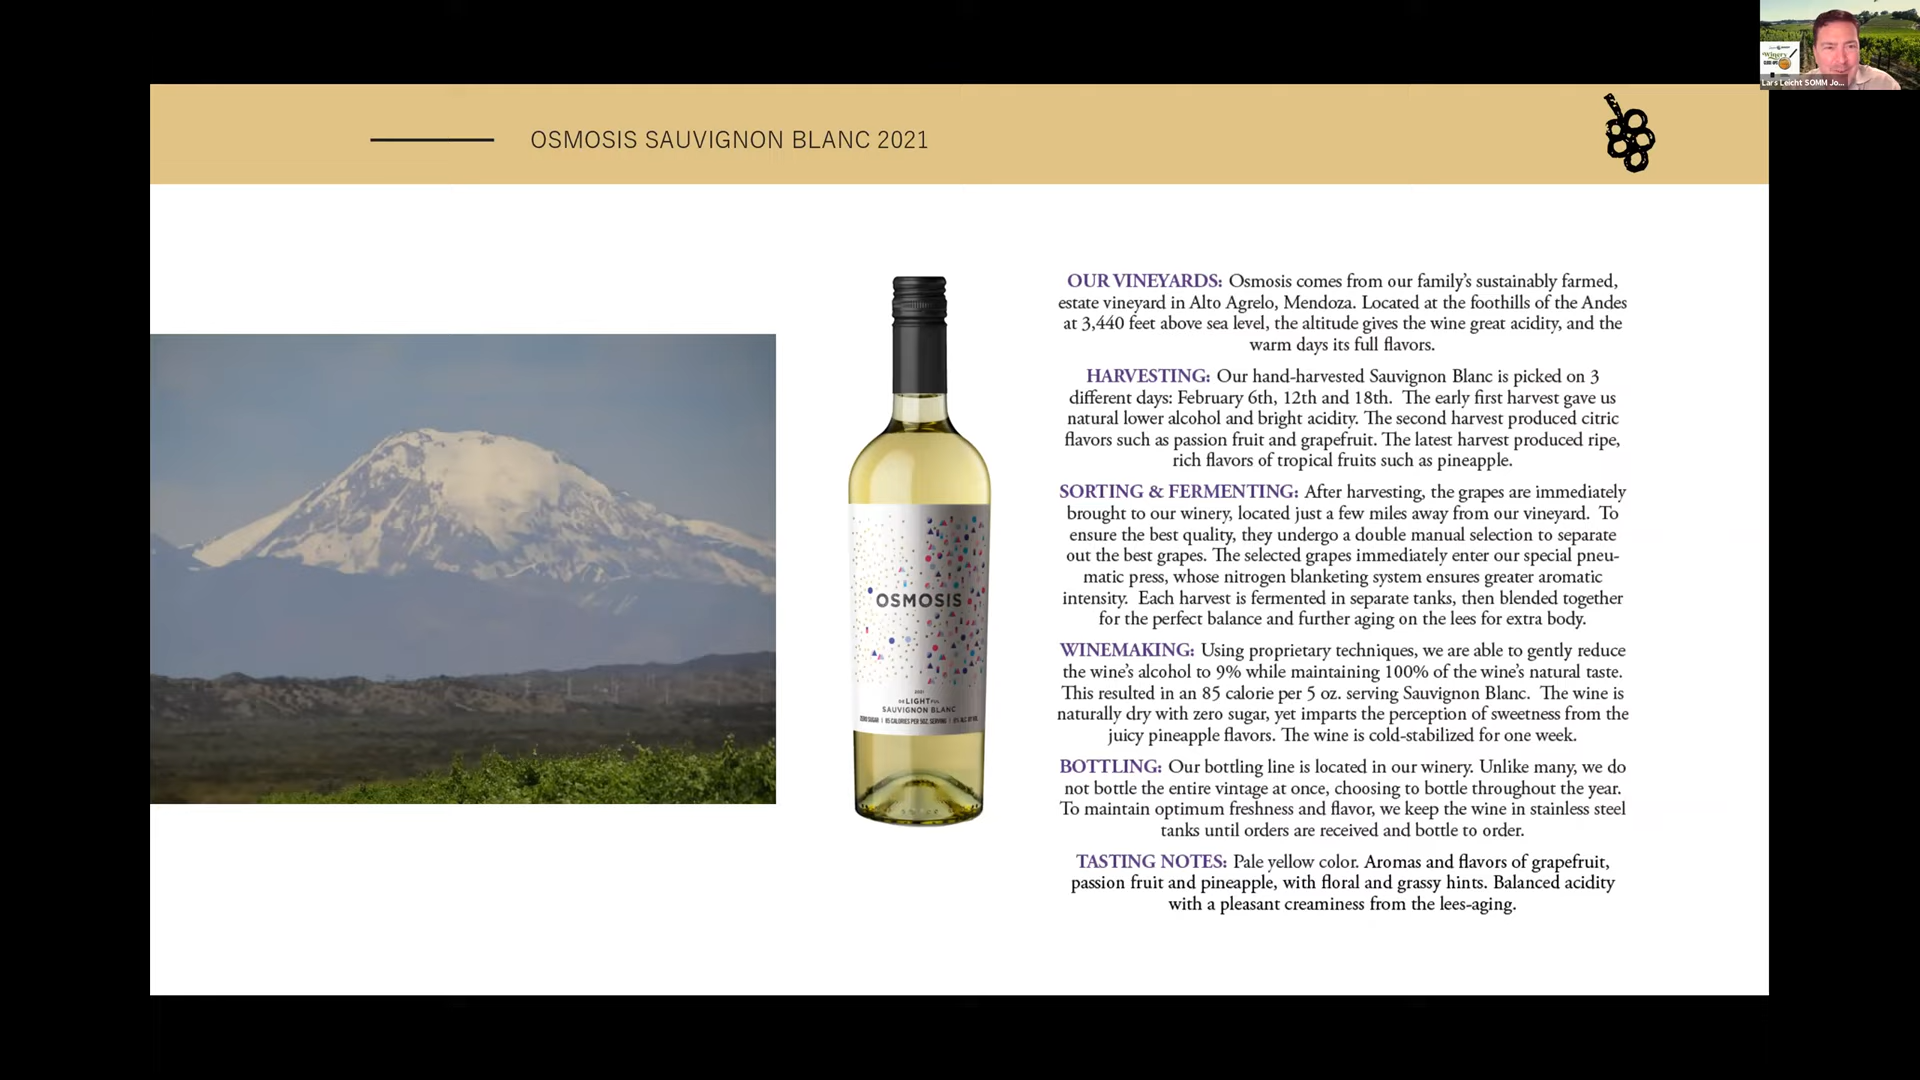 Winery
Lars Leicht SOMM Jo...
OSMOSIS SAUVIGNON BLANC 2021
OUR VINEYARDS: Osmosis comes from our family’s sustainably farmed,
estate vineyard in Alto Agrelo, Mendoza. Located at the foothills of the Andes
at 3,440 feet above sea level, the altitude gives the wine great acidity, and the
warm days its full flavors.
HARVESTING: Our hand-harvested Sauvignon Blanc is picked on 3
different days: February 6th, 12th and 18th. The early first harvest gave us
natural lower alcohol and bright acidity. The second harvest produced citric
flavors such as passion fruit and grapefruit. The latest harvest produced ripe,
rich flavors of tropical fruits such as pineapple.
SORTING & FERMENTING: After harvesting, the grapes are immediately
brought to our winery, located just a few miles away from our vineyard. To
ensure the best quality, they undergo a double manual selection to separate
out the best grapes. The selected grapes immediately enter our special pneu-
matic press, whose nitrogen blanketing system ensures greater aromatic
intensity. Each harvest is fermented in separate tanks, then blended together
for the perfect balance and further aging on the lees for extra body.
WINEMAKING: Using proprietary techniques, we are able to gently reduce
the wine’s alcohol to 9% while maintaining 100% of the wine’s natural taste.
This resulted in an 85 calorie per 5 oz. serving Sauvignon Blanc. The wine is
naturally dry with zero sugar, yet imparts the perception of sweetness from the
juicy pineapple flavors. The wine is cold-stabilized for one week.
BOTTLING: Our bottling line is located in our winery. Unlike many, we do
not bottle the entire vintage at once, choosing to bottle throughout the year.
To maintain optimum freshness and flavor, we keep the wine in stainless steel
tanks until orders are received and bottle to order.
TASTING NOTES: Pale yellow color. Aromas and flavors of grapefruit,
passion fruit and pineapple, with floral and grassy hints. Balanced acidity
with a pleasant creaminess from the lees-aging.
OSMOSIS
2021
DELIGHTFUL
SAUVIGNON BLANC
ZERO SUGAR | 85 CALORIES PER 5OZ. SERVING |